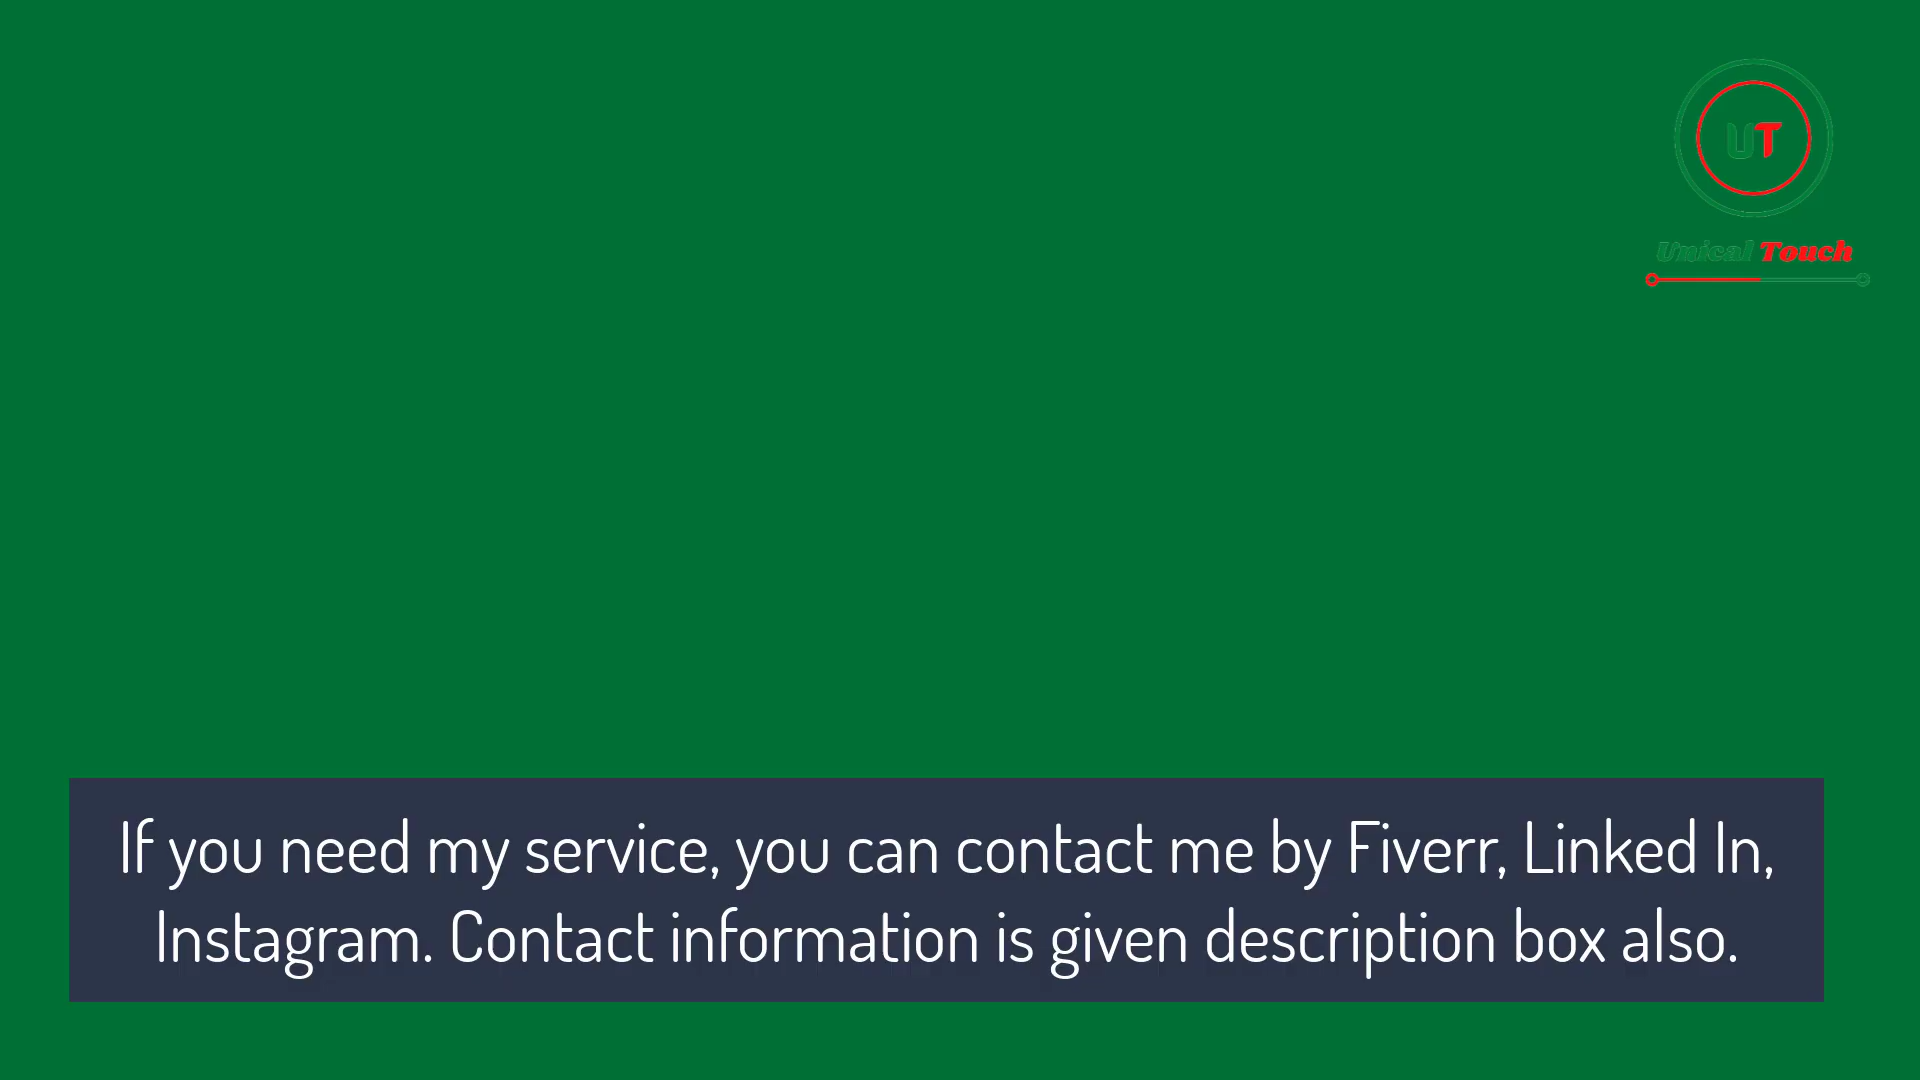 UT
Unical Touch
If you need my service, you can contact me by Fiverr, Linked In,
Instagram. Contact information is given description box also.